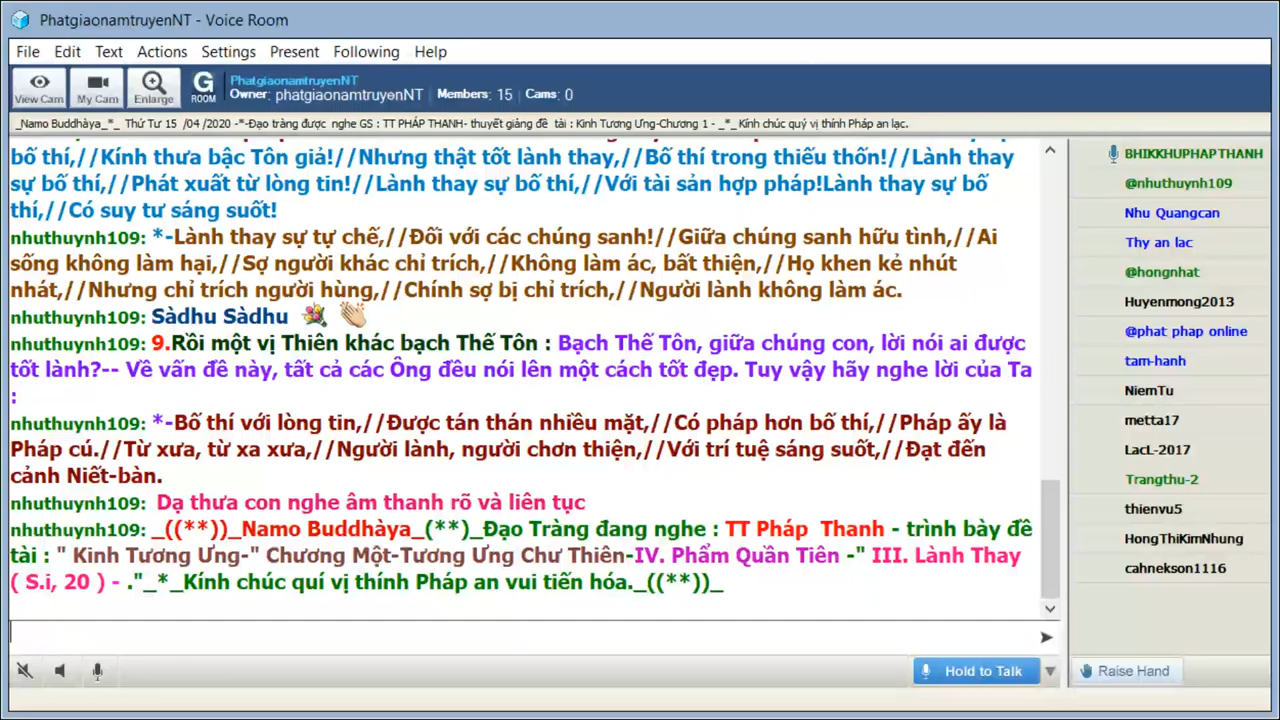 PhatgiaonamtruyenNT - Voice Room
File Edit Text Actions Settings Present Following Help
View Cam My Cam Enlarge G ROOM
PhatgiaonamtruyenNT
Owner: phatgiaonamtruyenNT Members: 15 Cams: 0
_Namo Buddhàya_*_ Thứ Tư 15 /04 /2020 -*-Đạo tràng được nghe GS : TT PHÁP THANH- thuyết giảng đề tài : Kinh Tương Ưng-Chương 1 - _*_ Kính chúc quý vị thính Pháp an lạc.
bố thí,//Kính thưa bậc Tôn giả!//Nhưng thật tốt lành thay,//Bố thí trong thiếu thốn!//Lành thay
sự bố thí,//Phát xuất từ lòng tin!//Lành thay sự bố thí,//Với tài sản hợp pháp!Lành thay sự bố
thí,//Có suy tư sáng suốt!
nhuthuynh109: *-Lành thay sự tự chế,//Đối với các chúng sanh!//Giữa chúng sanh hữu tình,//Ai
sống không làm hại,//Sợ người khác chỉ trích,//Không làm ác, bất thiện,//Họ khen kẻ nhút
nhát,//Nhưng chỉ trích người hùng,//Chính sợ bị chỉ trích,//Người lành không làm ác.
nhuthuynh109: Sàdhu Sàdhu
nhuthuynh109: 9.Rồi một vị Thiên khác bạch Thế Tôn : Bạch Thế Tôn, giữa chúng con, lời nói ai được
tốt lành?-- Về vấn đề này, tất cả các Ông đều nói lên một cách tốt đẹp. Tuy vậy hãy nghe lời của Ta
:
nhuthuynh109: *-Bố thí với lòng tin,//Được tán thán nhiều mặt,//Có pháp hơn bố thí,//Pháp ấy là
Pháp cú.//Từ xưa, từ xa xưa,//Người lành, người chơn thiện,//Với trí tuệ sáng suốt,//Đạt đến
cảnh Niết-bàn.
nhuthuynh109: Dạ thưa con nghe âm thanh rõ và liên tục
nhuthuynh109: _((**))_Namo Buddhàya_(**)_Đạo Tràng đang nghe : TT Pháp Thanh - trình bày đề
tài : " Kinh Tương Ưng-" Chương Một-Tương Ưng Chư Thiên-IV. Phẩm Quần Tiên -" III. Lành Thay
( S.i, 20 ) - ."_*_Kính chúc quí vị thính Pháp an vui tiến hóa._((**))_
Hold to Talk
BHIKKHUPHAPTHANH
@nhuthuynh109
Nhu Quangcan
Thy an lac
@hongnhat
Huyenmong2013
@phat phap online
tam-hanh
NiemTu
metta17
LacL-2017
Trangthu-2
thienvu5
HongThiKimNhung
cahnekson1116
Raise Hand